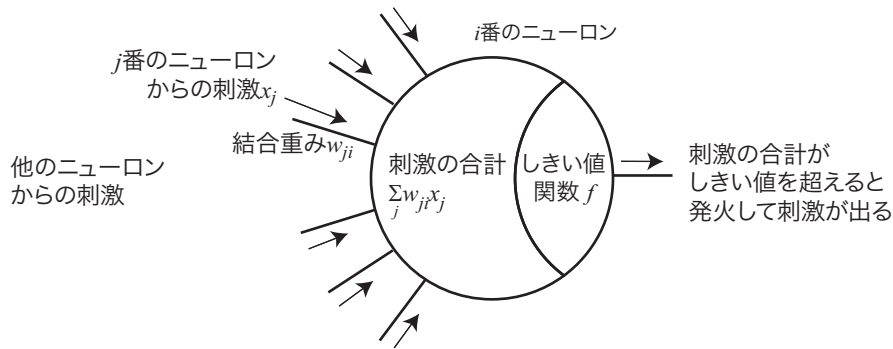 i番のニューロン
j番のニューロン
からの刺激xj
結合重みwji
他のニューロン
からの刺激
刺激の合計
∑j wji xj
しきい値
関数 f
刺激の合計が
しきい値を超えると
発火して刺激が出る